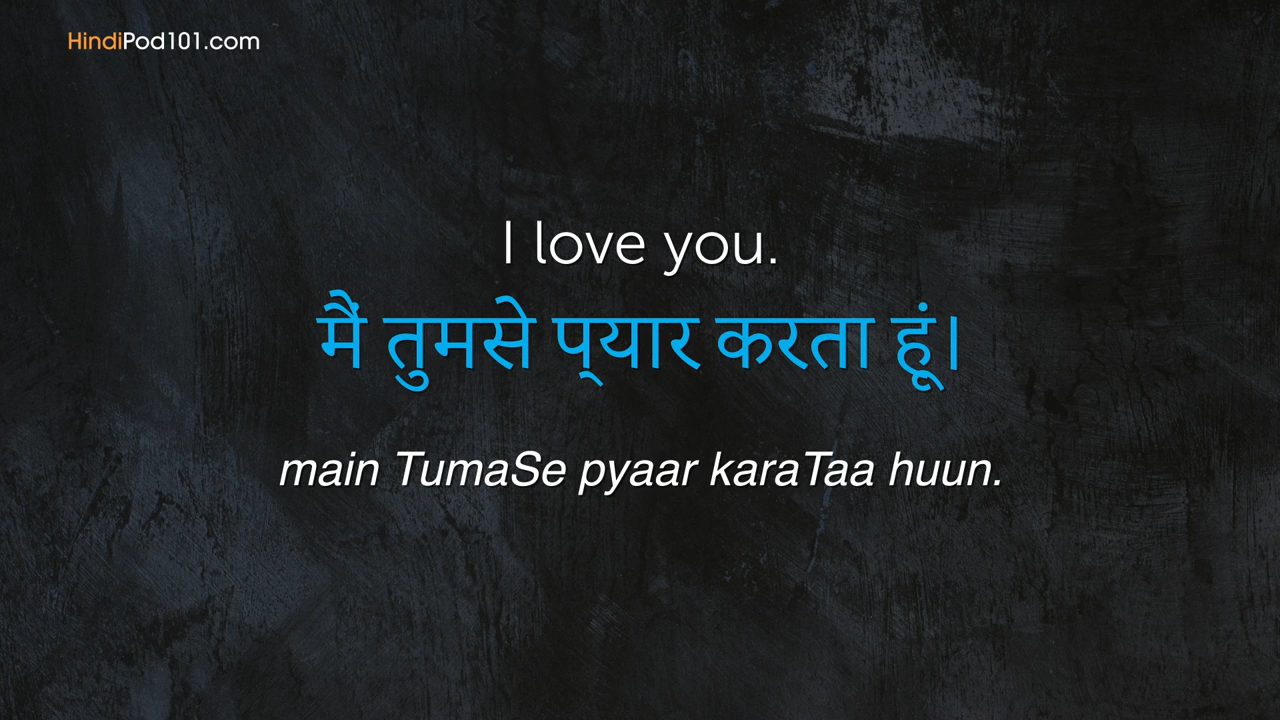 HindiPod101.com
I love you.
मैं तुमसे प्‌यार करता हूं।
main TumaSe pyaar karaTaa huun.